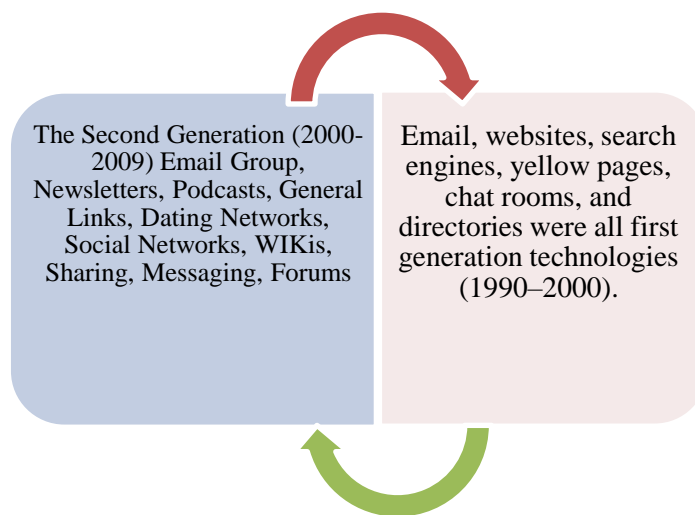 The Second Generation (2000-
2009) Email Group,
Newsletters, Podcasts, General
Links, Dating Networks,
Social Networks, WIKis,
Sharing, Messaging, Forums
Email, websites, search
engines, yellow pages,
chat rooms, and
directories were all first
generation technologies
(1990–2000).